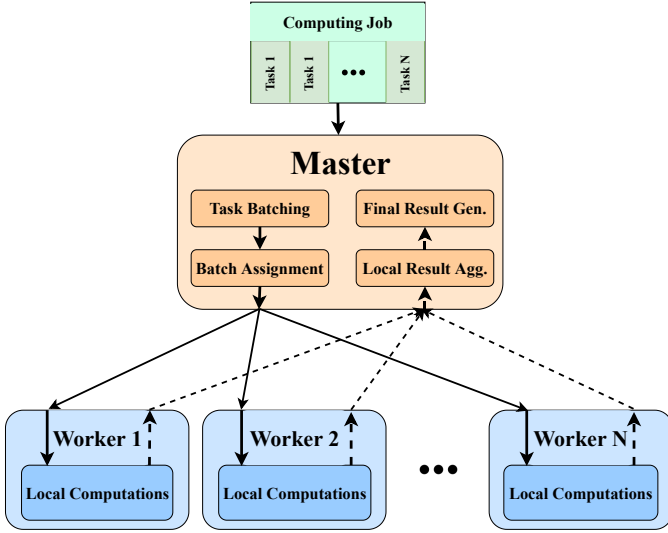 Computing Job
Task 1
Task 1
•••
Task N
Master
Task Batching
Final Result Gen.
Batch Assignment
Local Result Agg.
Worker 1
Worker 2
Worker N
•••
Local Computations
Local Computations
Local Computations